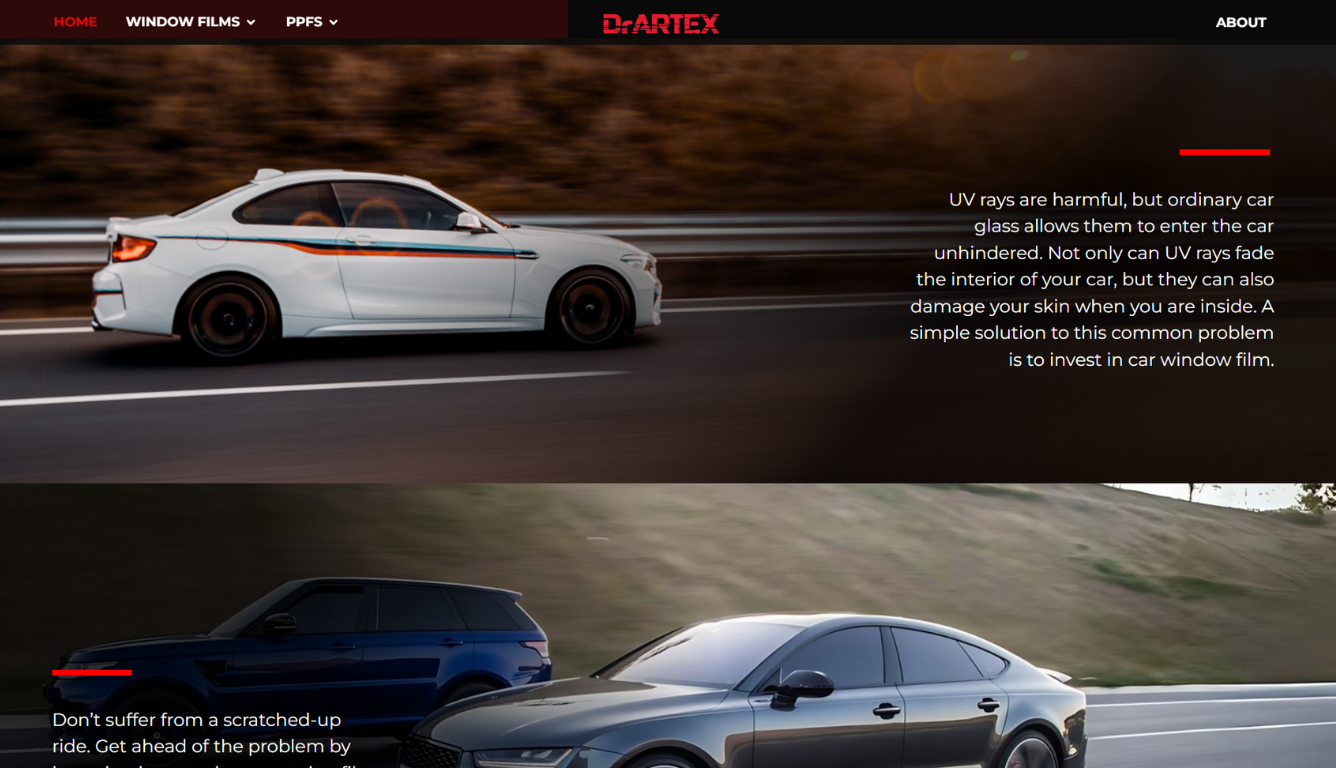 HOME
WINDOW FILMS
PPFS
DrARTEX
ABOUT
UV rays are harmful, but ordinary car
glass allows them to enter the car
unhindered. Not only can UV rays fade
the interior of your car, but they can also
damage your skin when you are inside. A
simple solution to this common problem
is to invest in car window film.
Don’t suffer from a scratched-up
ride. Get ahead of the problem by